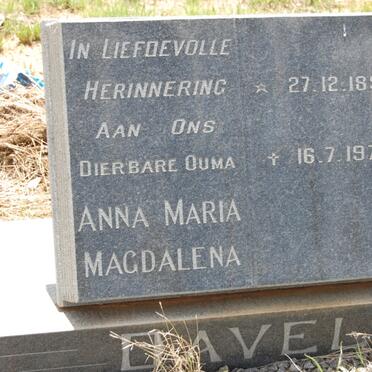 IN LIEFDEVOLLE
HERINNERING ☆ 27.12.18
AAN ONS
DIERBARE OUMA ✝ 16.7.197
ANNA MARIA
MAGDALENA
DAVEL